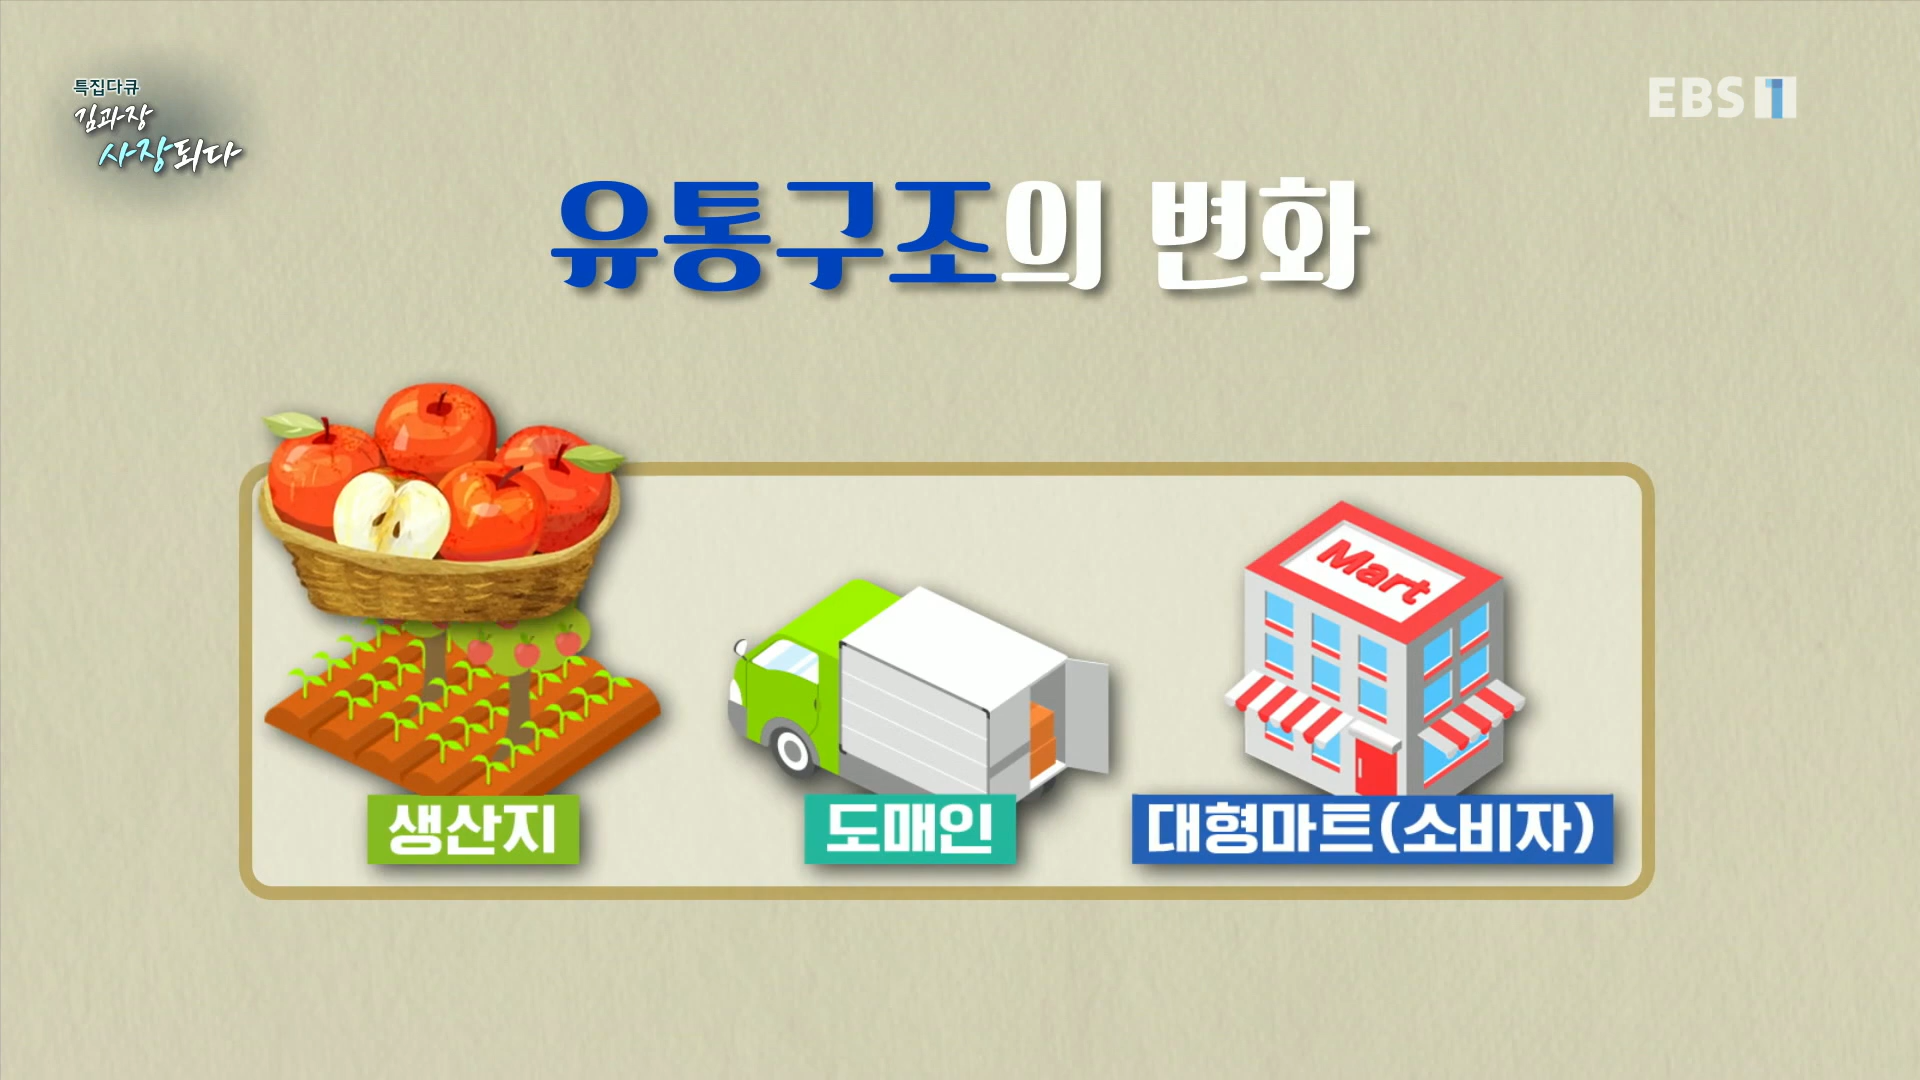 특집다큐
김과장
사장되다
EBS 1
유통구조의 변화
Mart
생산지
도매인
대형마트(소비자)